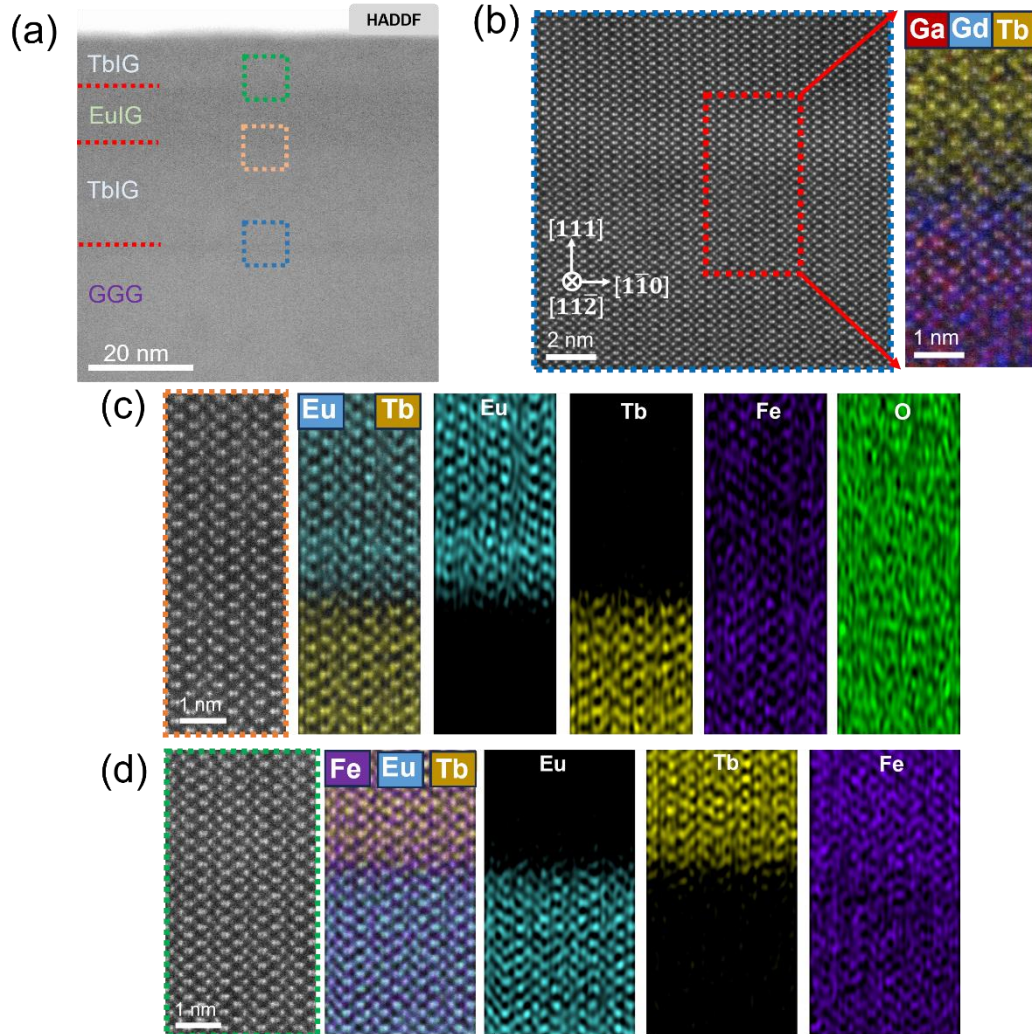 (a)
HADDF
TbIG
EuIG
TbIG
GGG
20 nm
(b)
[111]
[11̄0]
[112̄]
2 nm
Ga Gd Tb
1 nm
(c)
Eu Tb
Eu
Tb
Fe
O
1 nm
(d)
Fe Eu Tb
Eu
Tb
Fe
1 nm